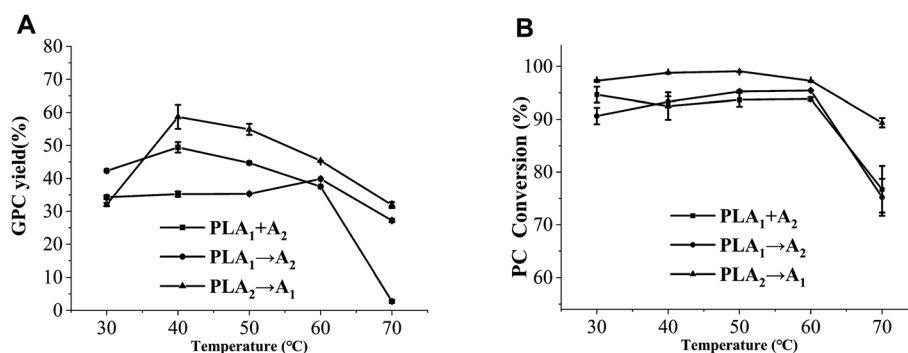 A
GPC yield(%)
80
70
60
50
40
30
20
10
0
PLA₁+A₂
PLA₁→A₂
PLA₂→A₁
30 40 50 60 70
Temperature (℃)
B
PC Conversion (%)
100
90
80
70
60
PLA₁+A₂
PLA₁→A₂
PLA₂→A₁
30 40 50 60 70
Temperature (℃)